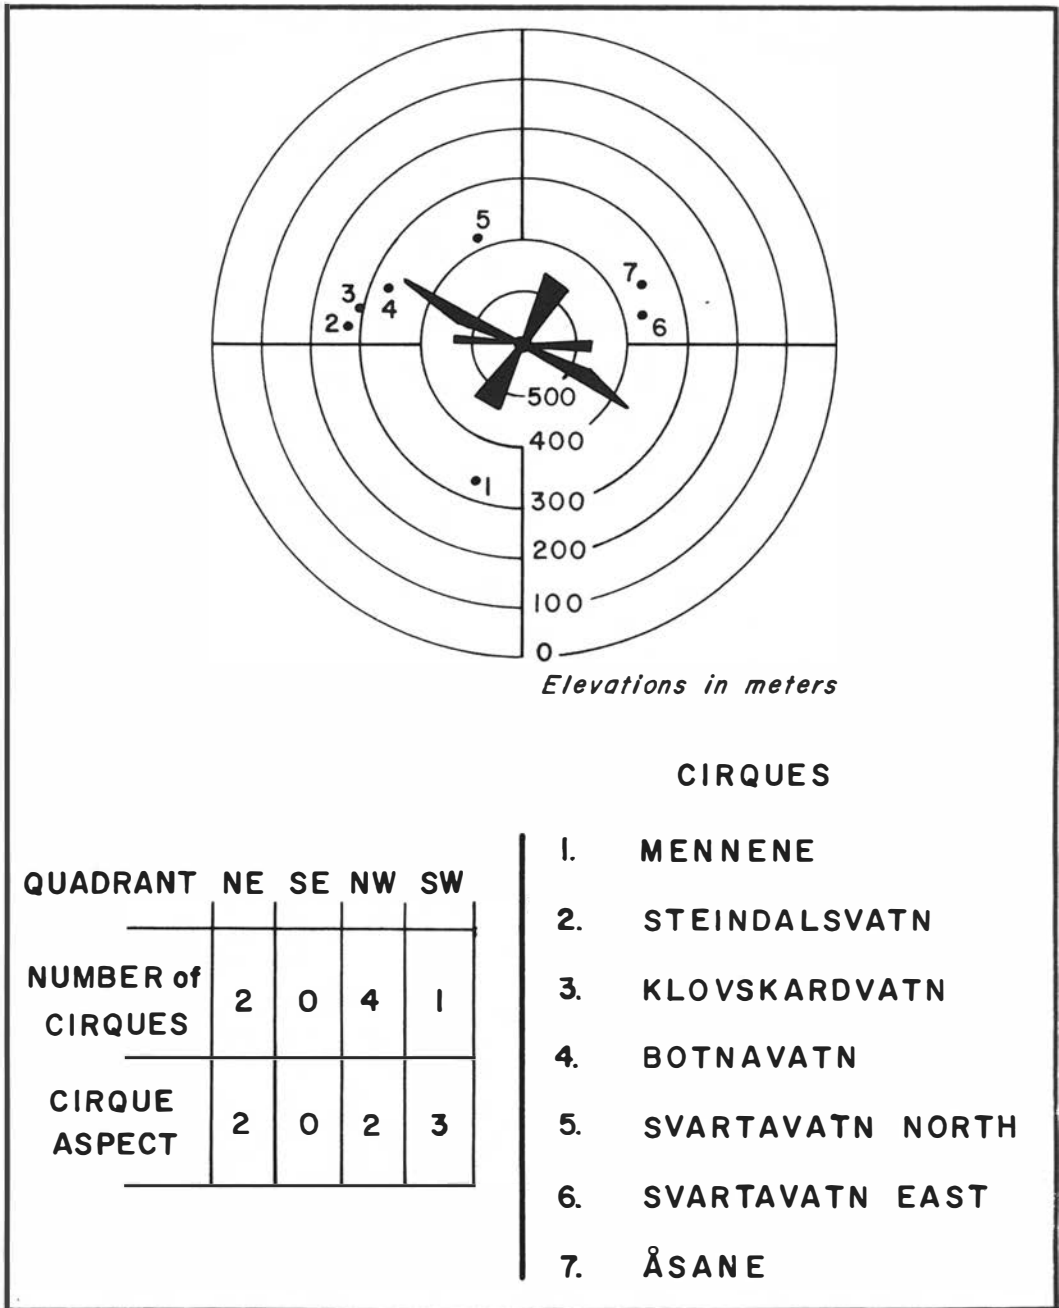 5
7
3
4
2
6
500
400
1
300
200
100
0
Elevations in meters
CIRQUES
1. MENNENE
2. STEINDALSVATN
3. KLOVSKARDVATN
4. BOTNAVATN
5. SVARTAVATN NORTH
6. SVARTAVATN EAST
7. ÅSANE
QUADRANT NE SE NW SW
NUMBER of CIRQUES 2 0 4 1
CIRQUE ASPECT 2 0 2 3